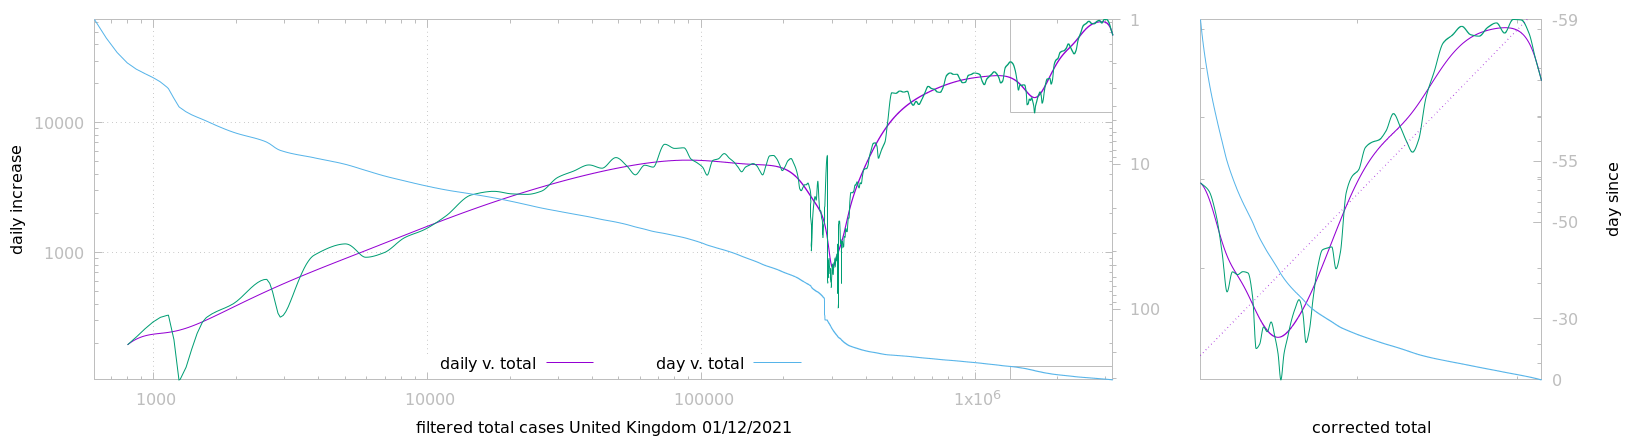 daily increase
10000
1000
1
10
100
daily v. total
day v. total
1000
10000
100000
1x10⁶
filtered total cases United Kingdom 01/12/2021
-59
-55
-50
-30
0
day since
corrected total